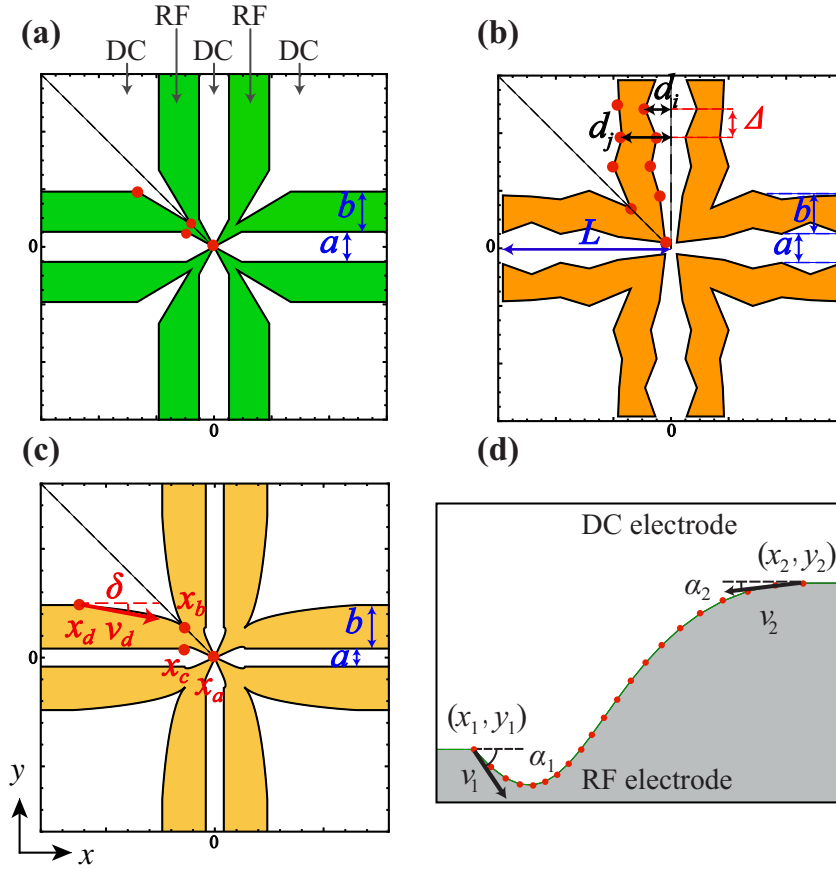 (a)
RF RF
DC DC DC
b
a
0
0
(b)
d_i
d_j
Δ
L
b
a
0
0
(c)
δ
x_b
x_d v_d
x_c
x_a
b
a
0
0
y
x
(d)
DC electrode
(x_2, y_2)
α_2
v_2
(x_1, y_1)
α_1
v_1
RF electrode